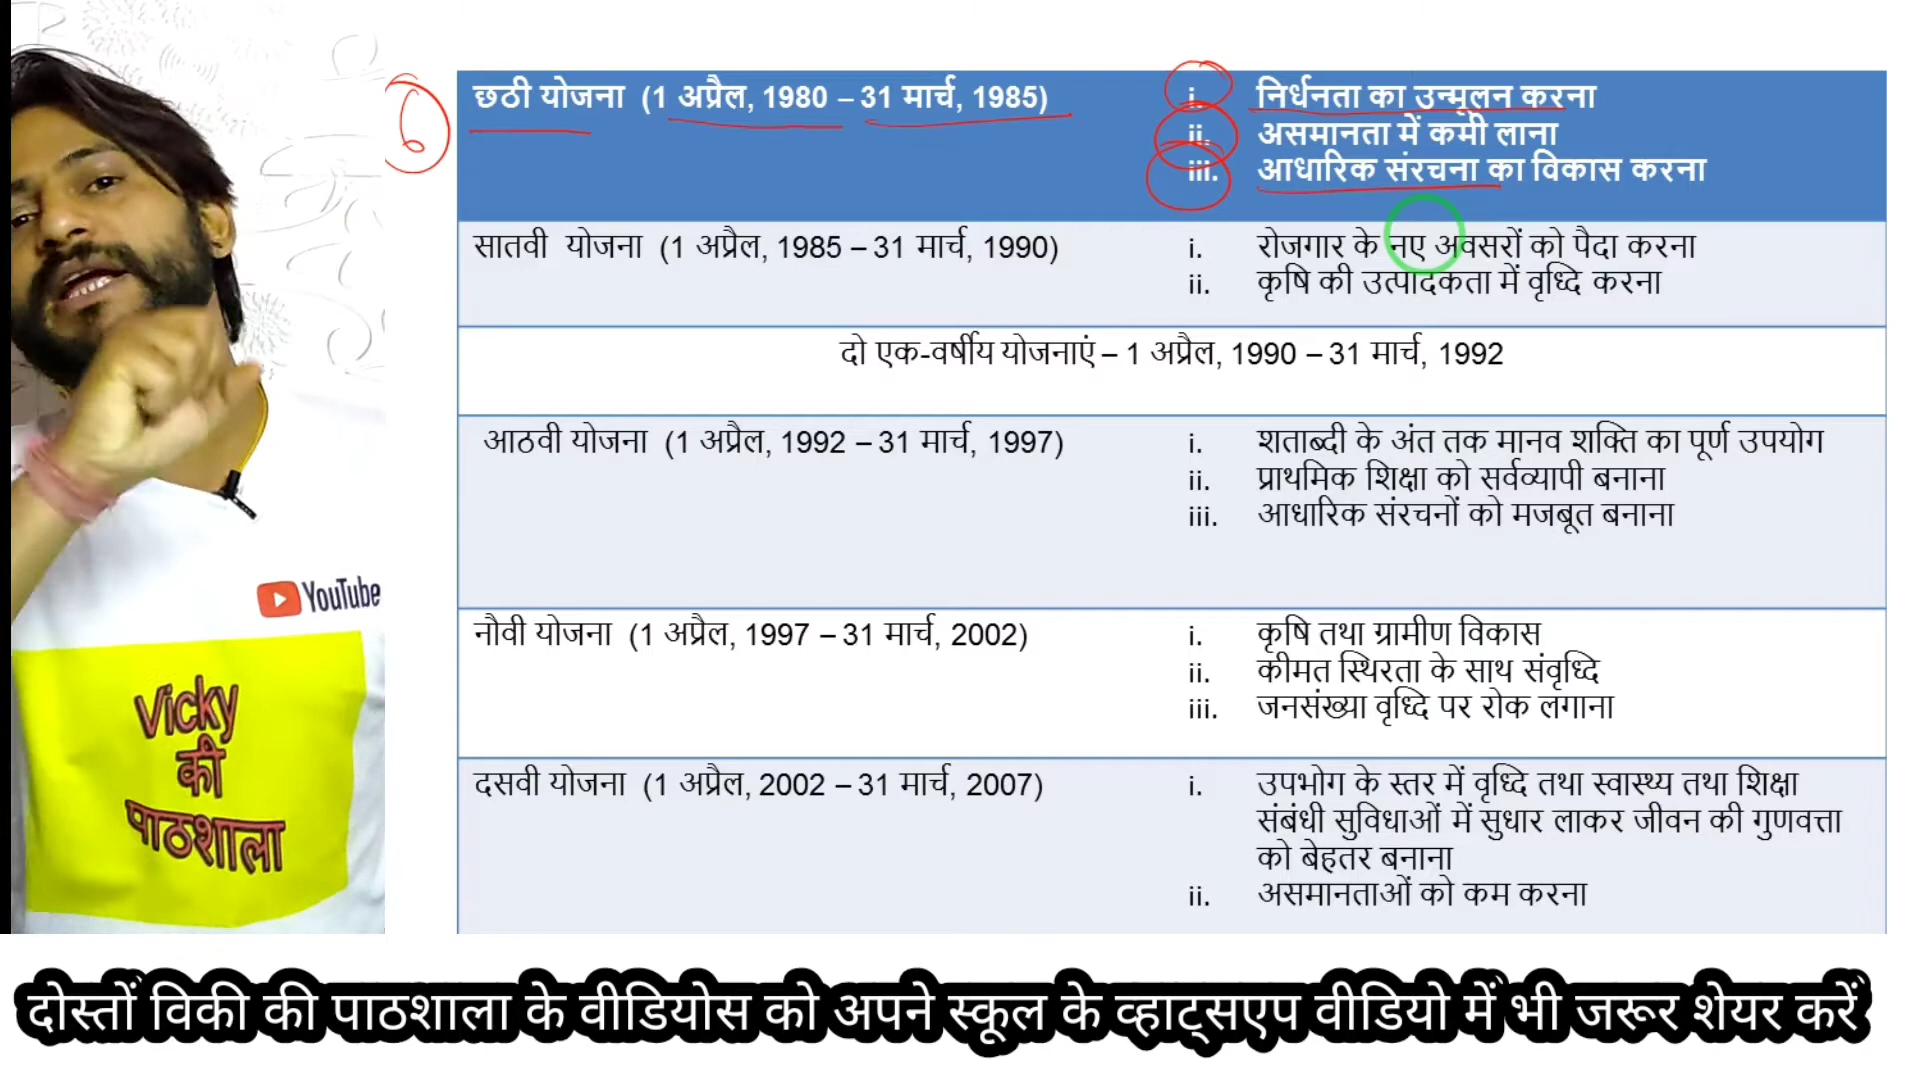 छठी योजना (1 अप्रैल, 1980 – 31 मार्च, 1985)
i. निर्धनता का उन्मूलन करना
ii. असमानता में कमी लाना
iii. आधारिक संरचना का विकास करना
6
सातवी योजना (1 अप्रैल, 1985 – 31 मार्च, 1990)
i. रोजगार के नए अवसरों को पैदा करना
ii. कृषि की उत्पादकता में वृध्दि करना
दो एक-वर्षीय योजनाएं – 1 अप्रैल, 1990 – 31 मार्च, 1992
आठवी योजना (1 अप्रैल, 1992 – 31 मार्च, 1997)
i. शताब्दी के अंत तक मानव शक्ति का पूर्ण उपयोग
ii. प्राथमिक शिक्षा को सर्वव्यापी बनाना
iii. आधारिक संरचनों को मजबूत बनाना
नौवी योजना (1 अप्रैल, 1997 – 31 मार्च, 2002)
i. कृषि तथा ग्रामीण विकास
ii. कीमत स्थिरता के साथ संवृध्दि
iii. जनसंख्या वृध्दि पर रोक लगाना
दसवी योजना (1 अप्रैल, 2002 – 31 मार्च, 2007)
i. उपभोग के स्तर में वृध्दि तथा स्वास्थ्य तथा शिक्षा
संबंधी सुविधाओं में सुधार लाकर जीवन की गुणवत्ता
को बेहतर बनाना
ii. असमानताओं को कम करना
YouTube
Vicky
की
पाठशाला
दोस्तों विकी की पाठशाला के वीडियोस को अपने स्कूल के व्हाट्सएप वीडियो में भी जरूर शेयर करें